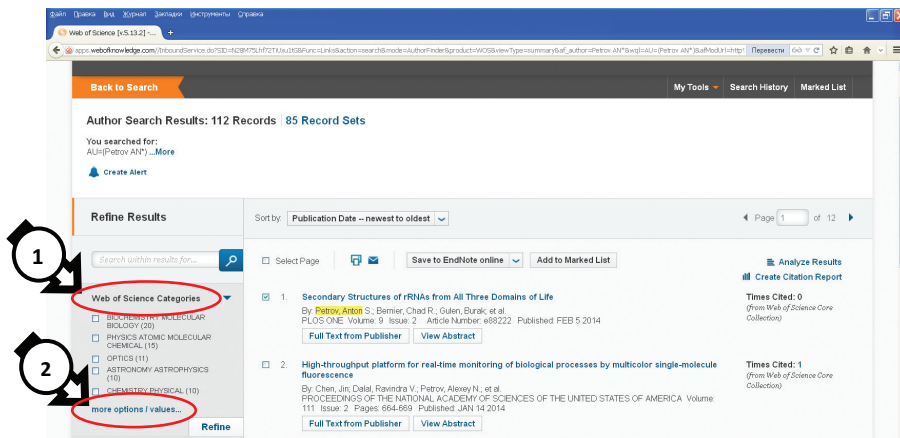 Файл Правка Вид Журнал Закладки Инструменты Справка
Web of Science [v.5.13.2] -...
Перевести
Back to Search
My Tools Search History Marked List
Author Search Results: 112 Records 85 Record Sets
You searched for:
AU=(Petrov AN*) ...More
Create Alert
Refine Results
Sort by: Publication Date -- newest to oldest
Page 1 of 12
1
Search within results for...
Select Page
Save to EndNote online
Add to Marked List
Analyze Results
Create Citation Report
Web of Science Categories
BIOCHEMISTRY MOLECULAR
BIOLOGY (20)
PHYSICS ATOMIC MOLECULAR
CHEMICAL (15)
OPTICS (11)
ASTRONOMY ASTROPHYSICS
(10)
CHEMISTRY PHYSICAL (10)
2
more options / values...
Refine
1. Secondary Structures of rRNAs from All Three Domains of Life
By: Petrov, Anton S.; Bernier, Chad R.; Gulen, Burak; et al.
PLOS ONE Volume: 9 Issue: 2 Article Number: e88222 Published: FEB 5 2014
Full Text from Publisher View Abstract
Times Cited: 0
(from Web of Science Core
Collection)
2. High-throughput platform for real-time monitoring of biological processes by multicolor single-molecule
fluorescence
By: Chen, Jin; Dalal, Ravindra V.; Petrov, Alexey N.; et al.
PROCEEDINGS OF THE NATIONAL ACADEMY OF SCIENCES OF THE UNITED STATES OF AMERICA Volume:
111 Issue: 2 Pages: 664-669 Published: JAN 14 2014
Full Text from Publisher View Abstract
Times Cited: 1
(from Web of Science Core
Collection)